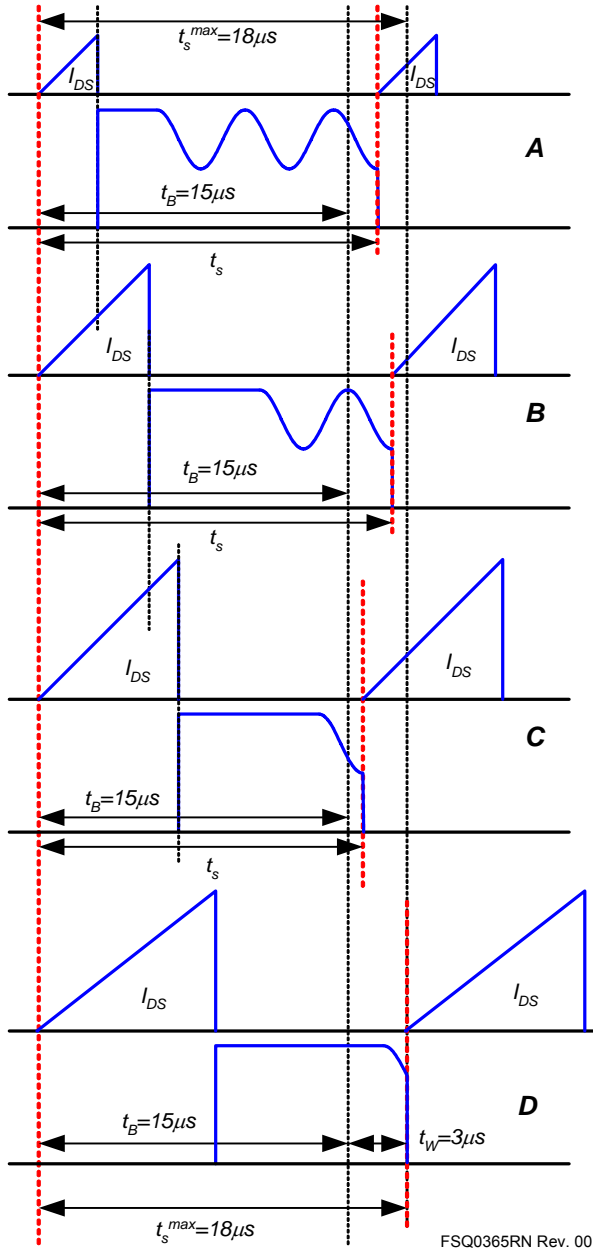 t_s^max=18μs
I_DS
I_DS
A
t_B=15μs
t_s
I_DS
I_DS
B
t_B=15μs
t_s
I_DS
I_DS
C
t_B=15μs
t_s
I_DS
I_DS
D
t_B=15μs
t_W=3μs
t_s^max=18μs
FSQ0365RN Rev. 00